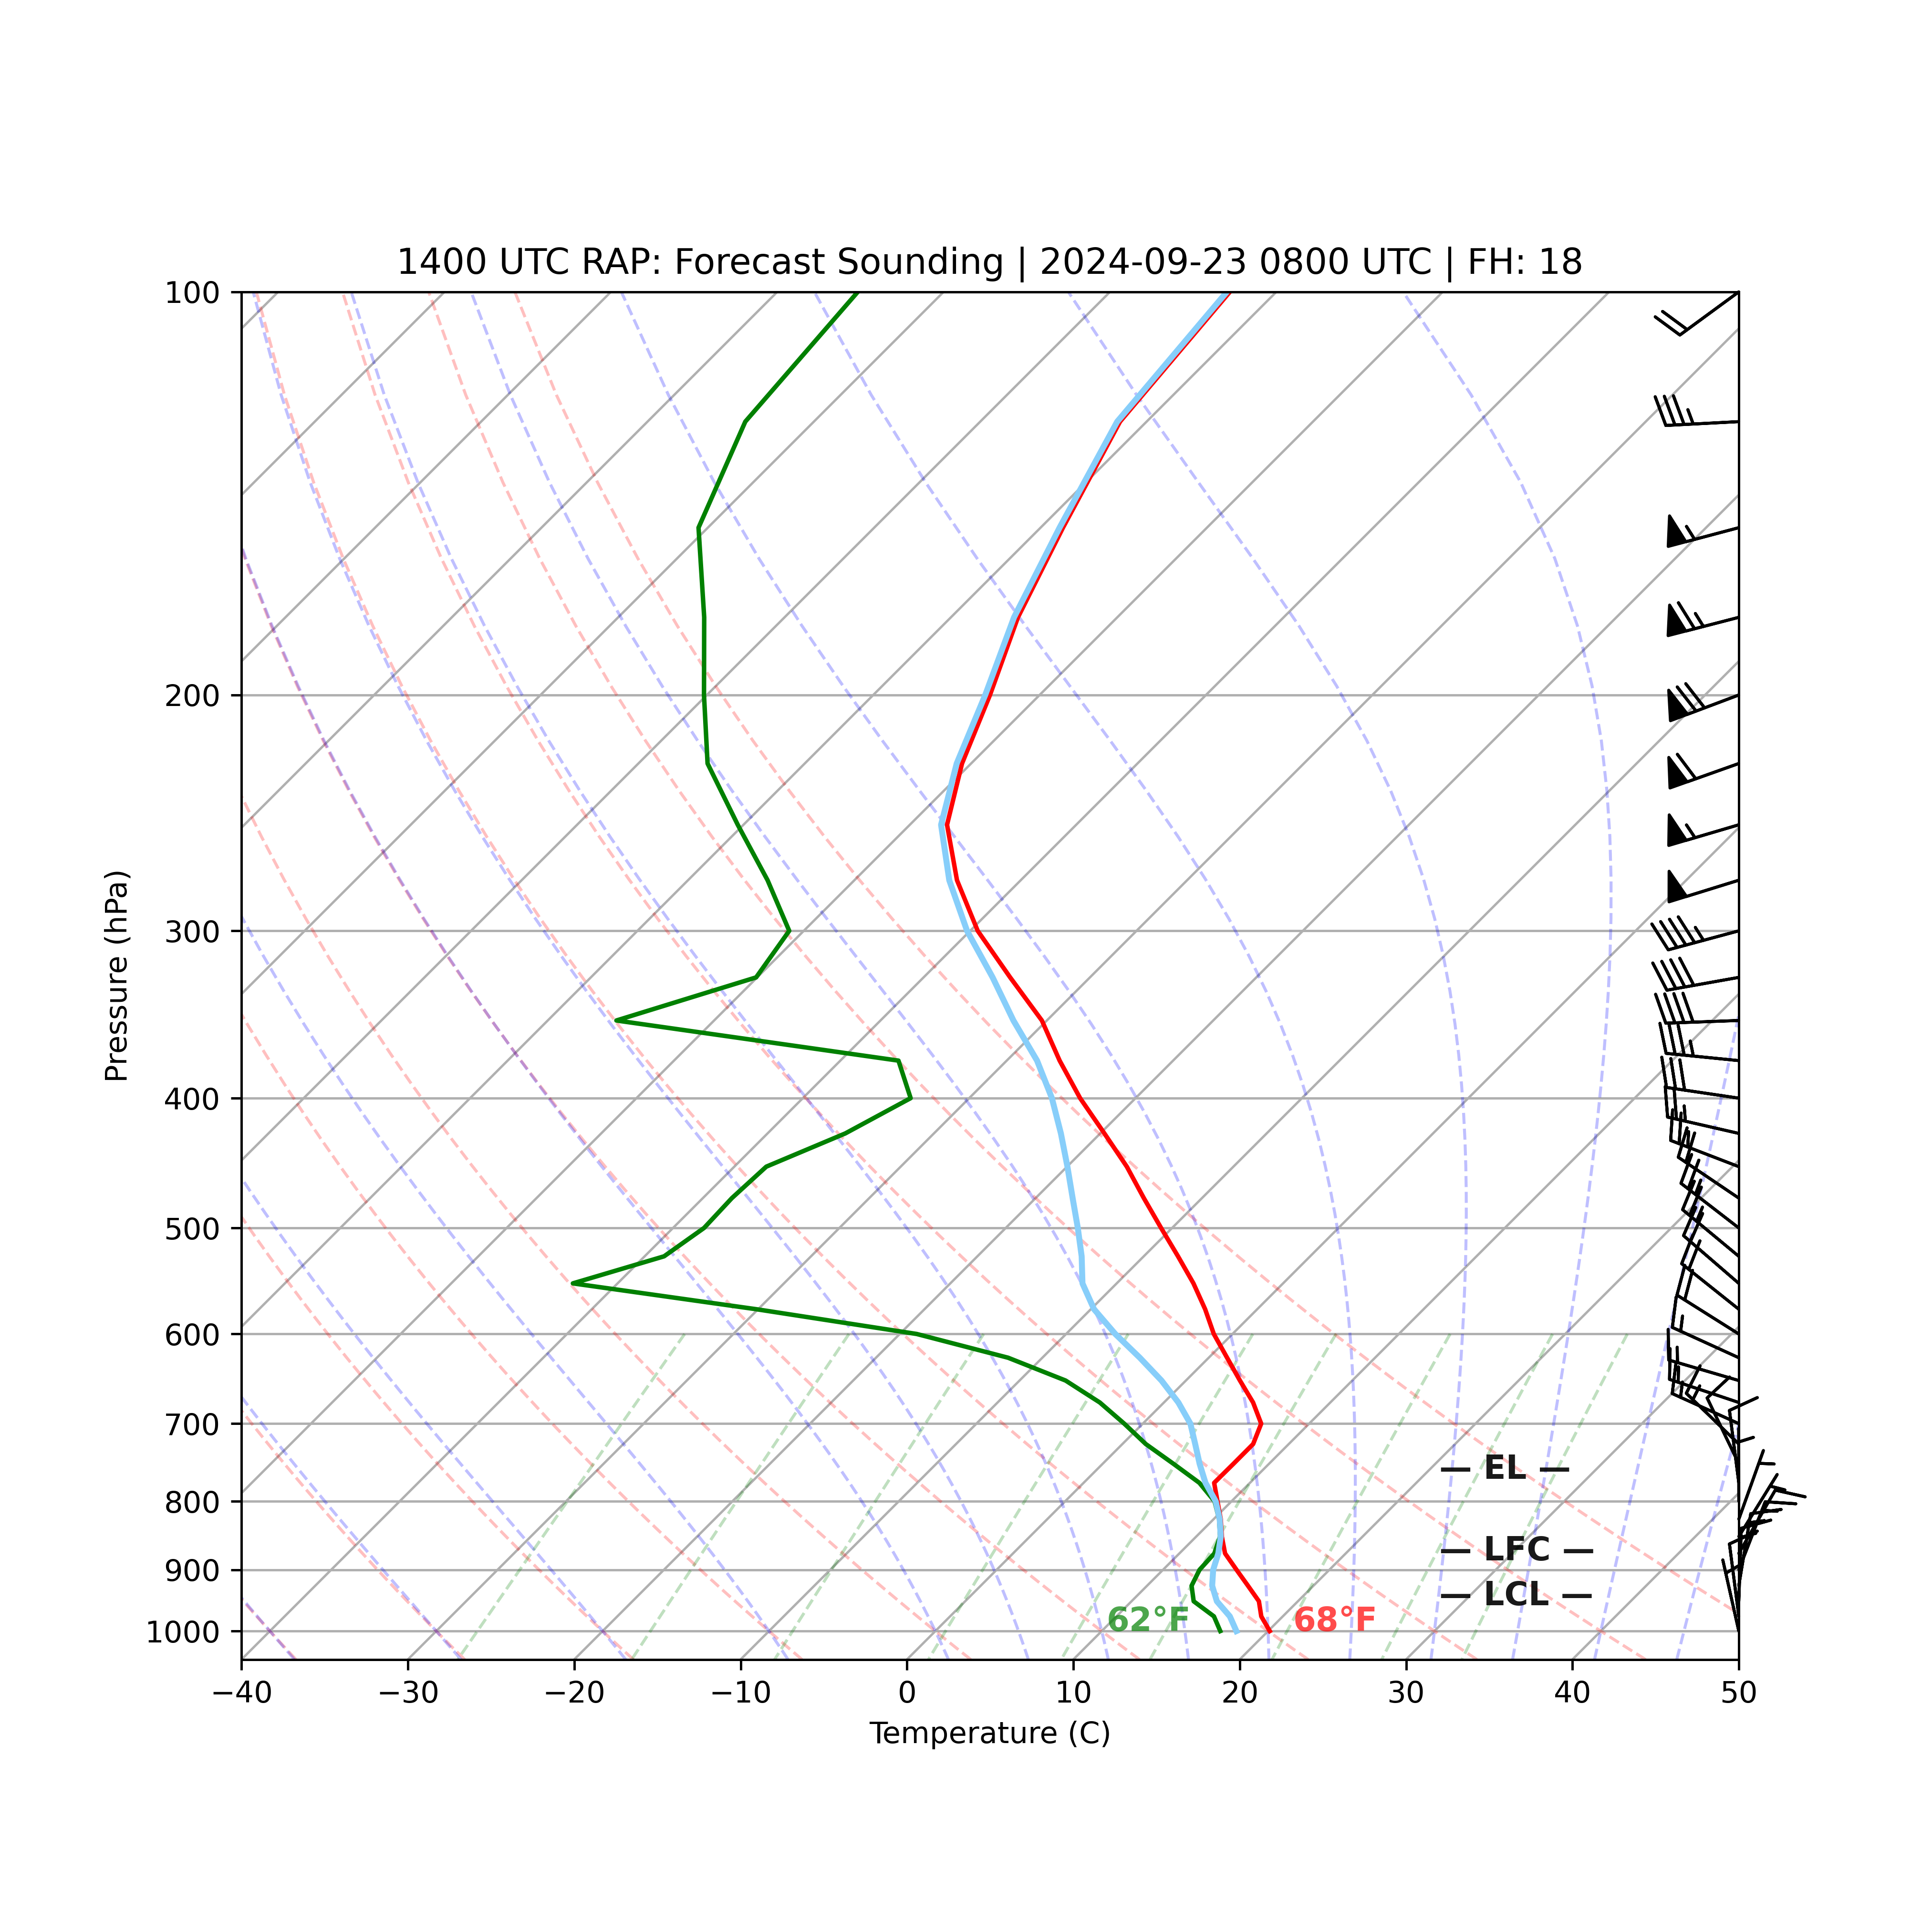 1400 UTC RAP: Forecast Sounding | 2024-09-23 0800 UTC | FH: 18
100
200
300
400
500
600
700
800
900
1000
Pressure (hPa)
— EL —
— LFC —
— LCL —
62°F
68°F
−40 −30 −20 −10 0 10 20 30 40 50
Temperature (C)